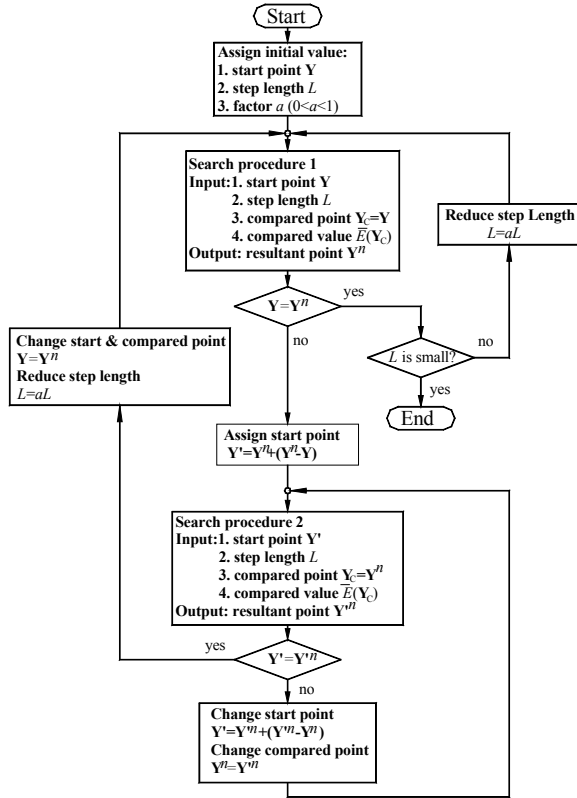 Start
Assign initial value:
1. start point Y
2. step length L
3. factor a (0<a<1)
Search procedure 1
Input:1. start point Y
2. step length L
3. compared point Y_C=Y
4. compared value E̅(Y_C)
Output: resultant point Y^n
Y=Y^n
yes
no
L is small?
no
yes
End
Reduce step Length
L=aL
Change start & compared point
Y=Y^n
Reduce step length
L=aL
Assign start point
Y'=Y^n+(Y^n-Y)
Search procedure 2
Input:1. start point Y'
2. step length L
3. compared point Y_C=Y^n
4. compared value E̅(Y_C)
Output: resultant point Y'^n
Y'=Y'^n
yes
no
Change start point
Y'=Y'^n+(Y'^n-Y^n)
Change compared point
Y^n=Y'^n